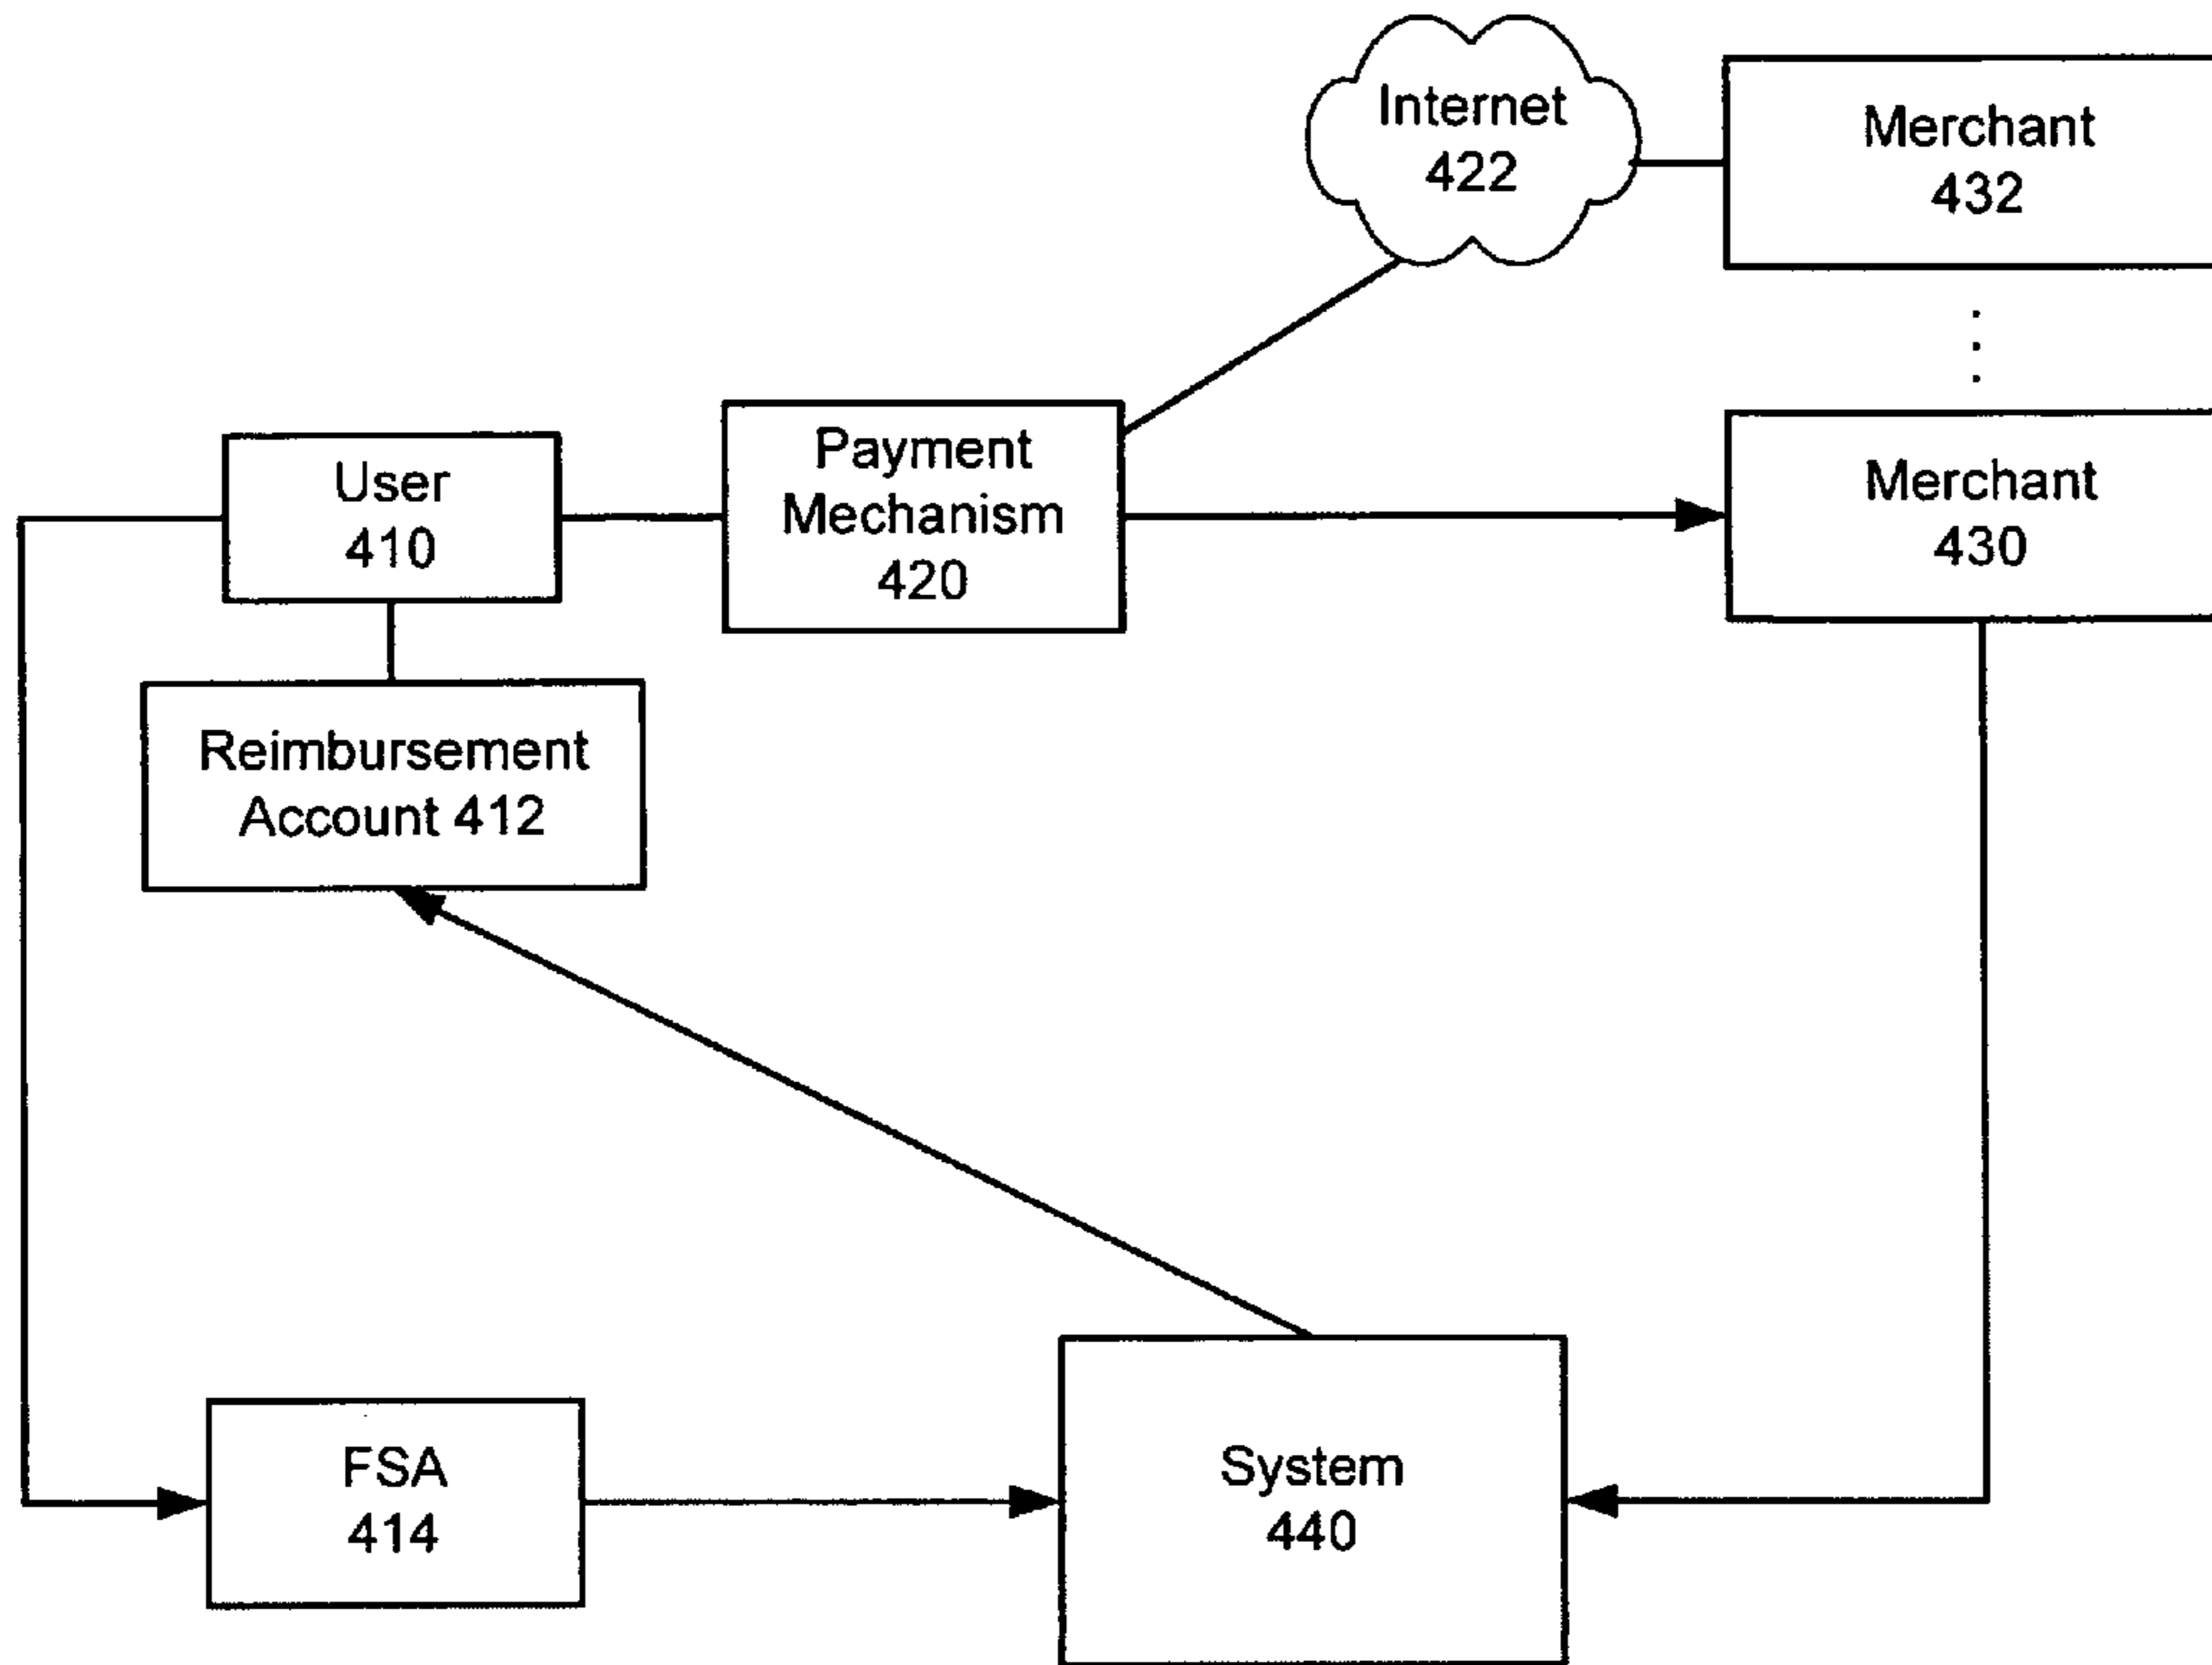 Internet
422
Merchant
432
User
410
Payment
Mechanism
420
Merchant
430
Reimbursement
Account 412
FSA
414
System
440